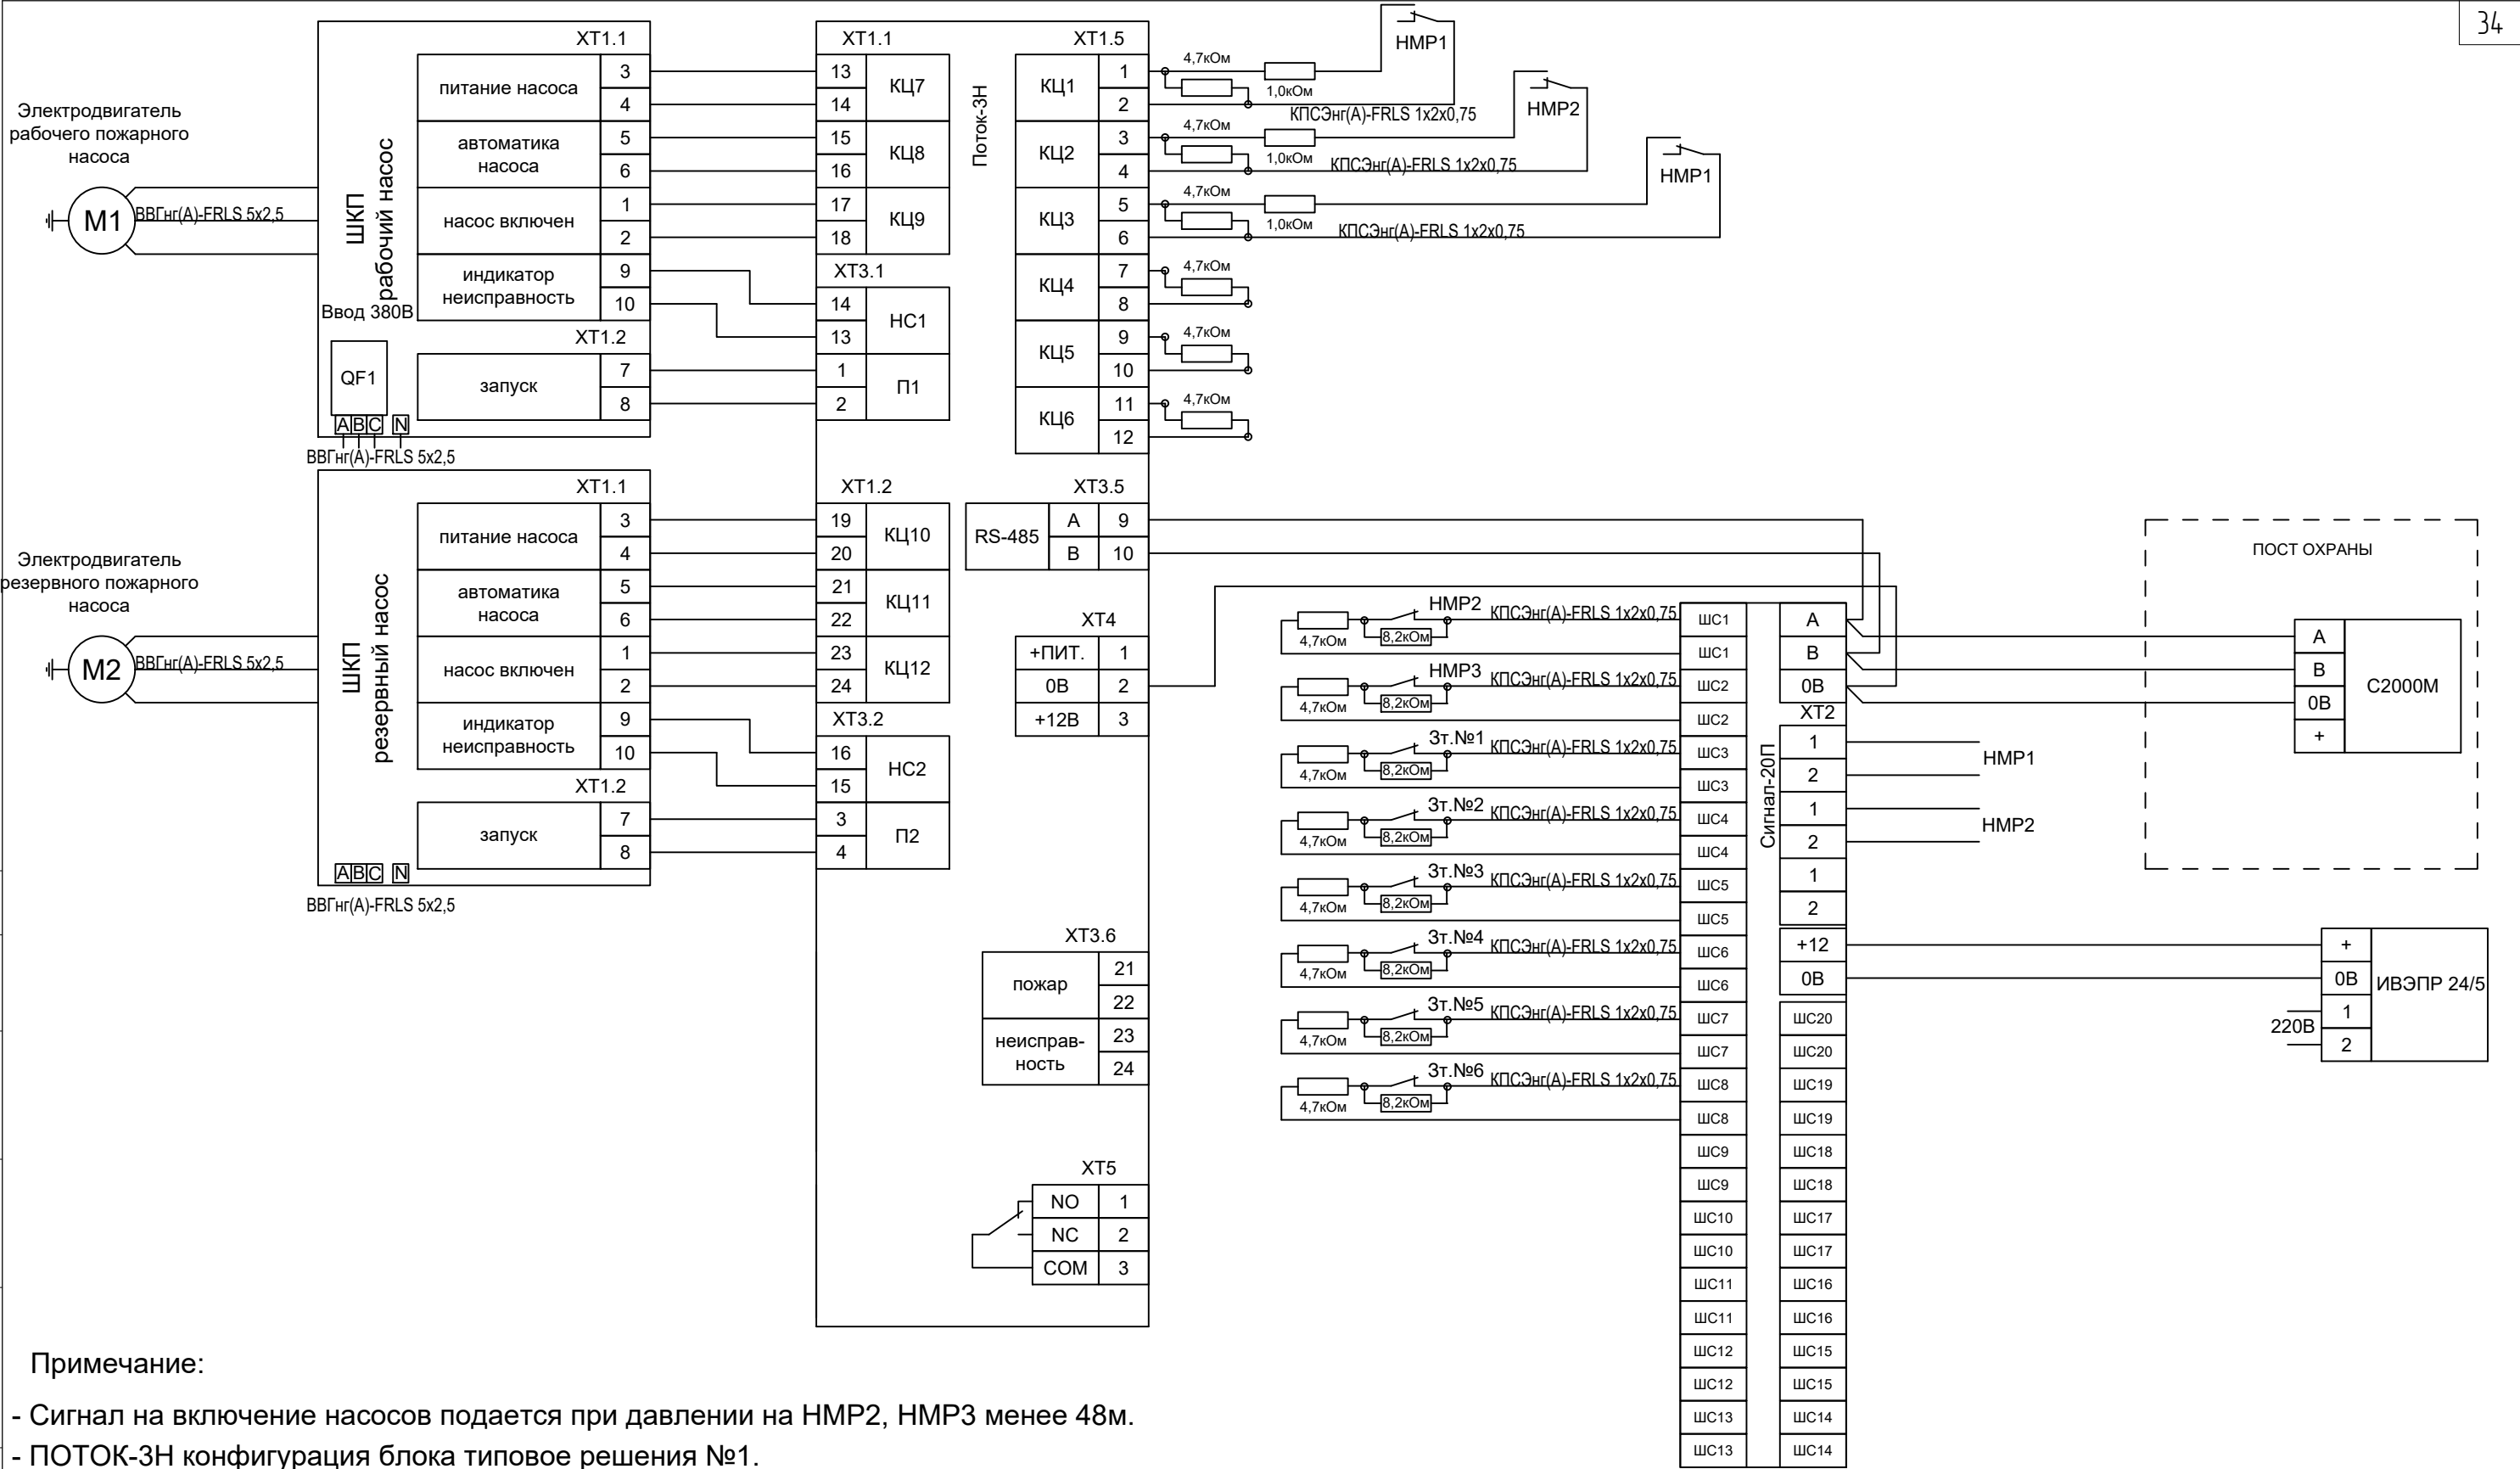 34
Электродвигатель
рабочего пожарного
насоса
M1
ВВГнг(А)-FRLS 5х2,5
ШКП
рабочий насос
Ввод 380В
QF1
A B C N
ВВГнг(А)-FRLS 5х2,5
XT1.1
питание насоса
3
4
автоматика
насоса
5
6
насос включен
1
2
индикатор
неисправность
9
10
XT1.2
запуск
7
8
Электродвигатель
резервного пожарного
насоса
M2
ВВГнг(А)-FRLS 5х2,5
ШКП
резервный насос
A B C N
ВВГнг(А)-FRLS 5х2,5
XT1.1
питание насоса
3
4
автоматика
насоса
5
6
насос включен
1
2
индикатор
неисправность
9
10
XT1.2
запуск
7
8
Поток-3Н
XT1.1
13
14
КЦ7
15
16
КЦ8
17
18
КЦ9
XT3.1
14
13
НС1
1
2
П1
XT1.2
19
20
КЦ10
21
22
КЦ11
23
24
КЦ12
XT3.2
16
15
НС2
3
4
П2
XT1.5
КЦ1
1
2
КЦ2
3
4
КЦ3
5
6
КЦ4
7
8
КЦ5
9
10
КЦ6
11
12
4,7кОм
1,0кОм
НМР1
КПСЭнг(А)-FRLS 1х2х0,75
4,7кОм
1,0кОм
НМР2
КПСЭнг(А)-FRLS 1х2х0,75
4,7кОм
1,0кОм
НМР1
КПСЭнг(А)-FRLS 1х2х0,75
4,7кОм
4,7кОм
4,7кОм
XT3.5
RS-485
A 9
B 10
XT4
+ПИТ. 1
0В 2
+12В 3
XT3.6
пожар
21
22
неисправ-
ность
23
24
XT5
NO 1
NC 2
COM 3
НМР2 КПСЭнг(А)-FRLS 1х2х0,75
4,7кОм 8,2кОм
НМР3 КПСЭнг(А)-FRLS 1х2х0,75
4,7кОм 8,2кОм
Зт.№1 КПСЭнг(А)-FRLS 1х2х0,75
4,7кОм 8,2кОм
Зт.№2 КПСЭнг(А)-FRLS 1х2х0,75
4,7кОм 8,2кОм
Зт.№3 КПСЭнг(А)-FRLS 1х2х0,75
4,7кОм 8,2кОм
Зт.№4 КПСЭнг(А)-FRLS 1х2х0,75
4,7кОм 8,2кОм
Зт.№5 КПСЭнг(А)-FRLS 1х2х0,75
4,7кОм 8,2кОм
Зт.№6 КПСЭнг(А)-FRLS 1х2х0,75
4,7кОм 8,2кОм
ШС1
ШС1
ШС2
ШС2
ШС3
ШС3
ШС4
ШС4
ШС5
ШС5
ШС6
ШС6
ШС7
ШС7
ШС8
ШС8
ШС9
ШС9
ШС10
ШС10
ШС11
ШС11
ШС12
ШС12
ШС13
ШС13
Сигнал-20П
A
B
0В
XT2
1
2
1
2
1
2
+12
0В
ШС20
ШС20
ШС19
ШС19
ШС18
ШС18
ШС17
ШС17
ШС16
ШС16
ШС15
ШС15
ШС14
ШС14
НМР1
НМР2
ПОСТ ОХРАНЫ
A
B
0В
+
С2000М
+
0В
1
2
220В
ИВЭПР 24/5
Примечание:
- Сигнал на включение насосов подается при давлении на НМР2, НМР3 менее 48м.
- ПОТОК-3Н конфигурация блока типовое решения №1.